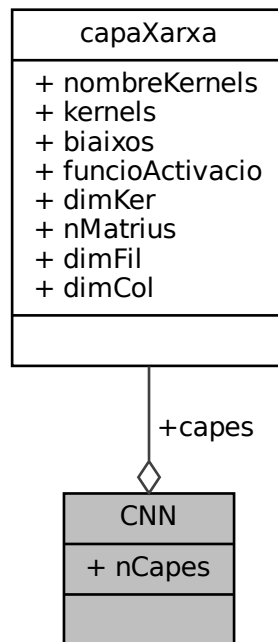 capaXarxa
+ nombreKernels
+ kernels
+ biaixos
+ funcioActivacio
+ dimKer
+ nMatrius
+ dimFil
+ dimCol
+capes
CNN
+ nCapes